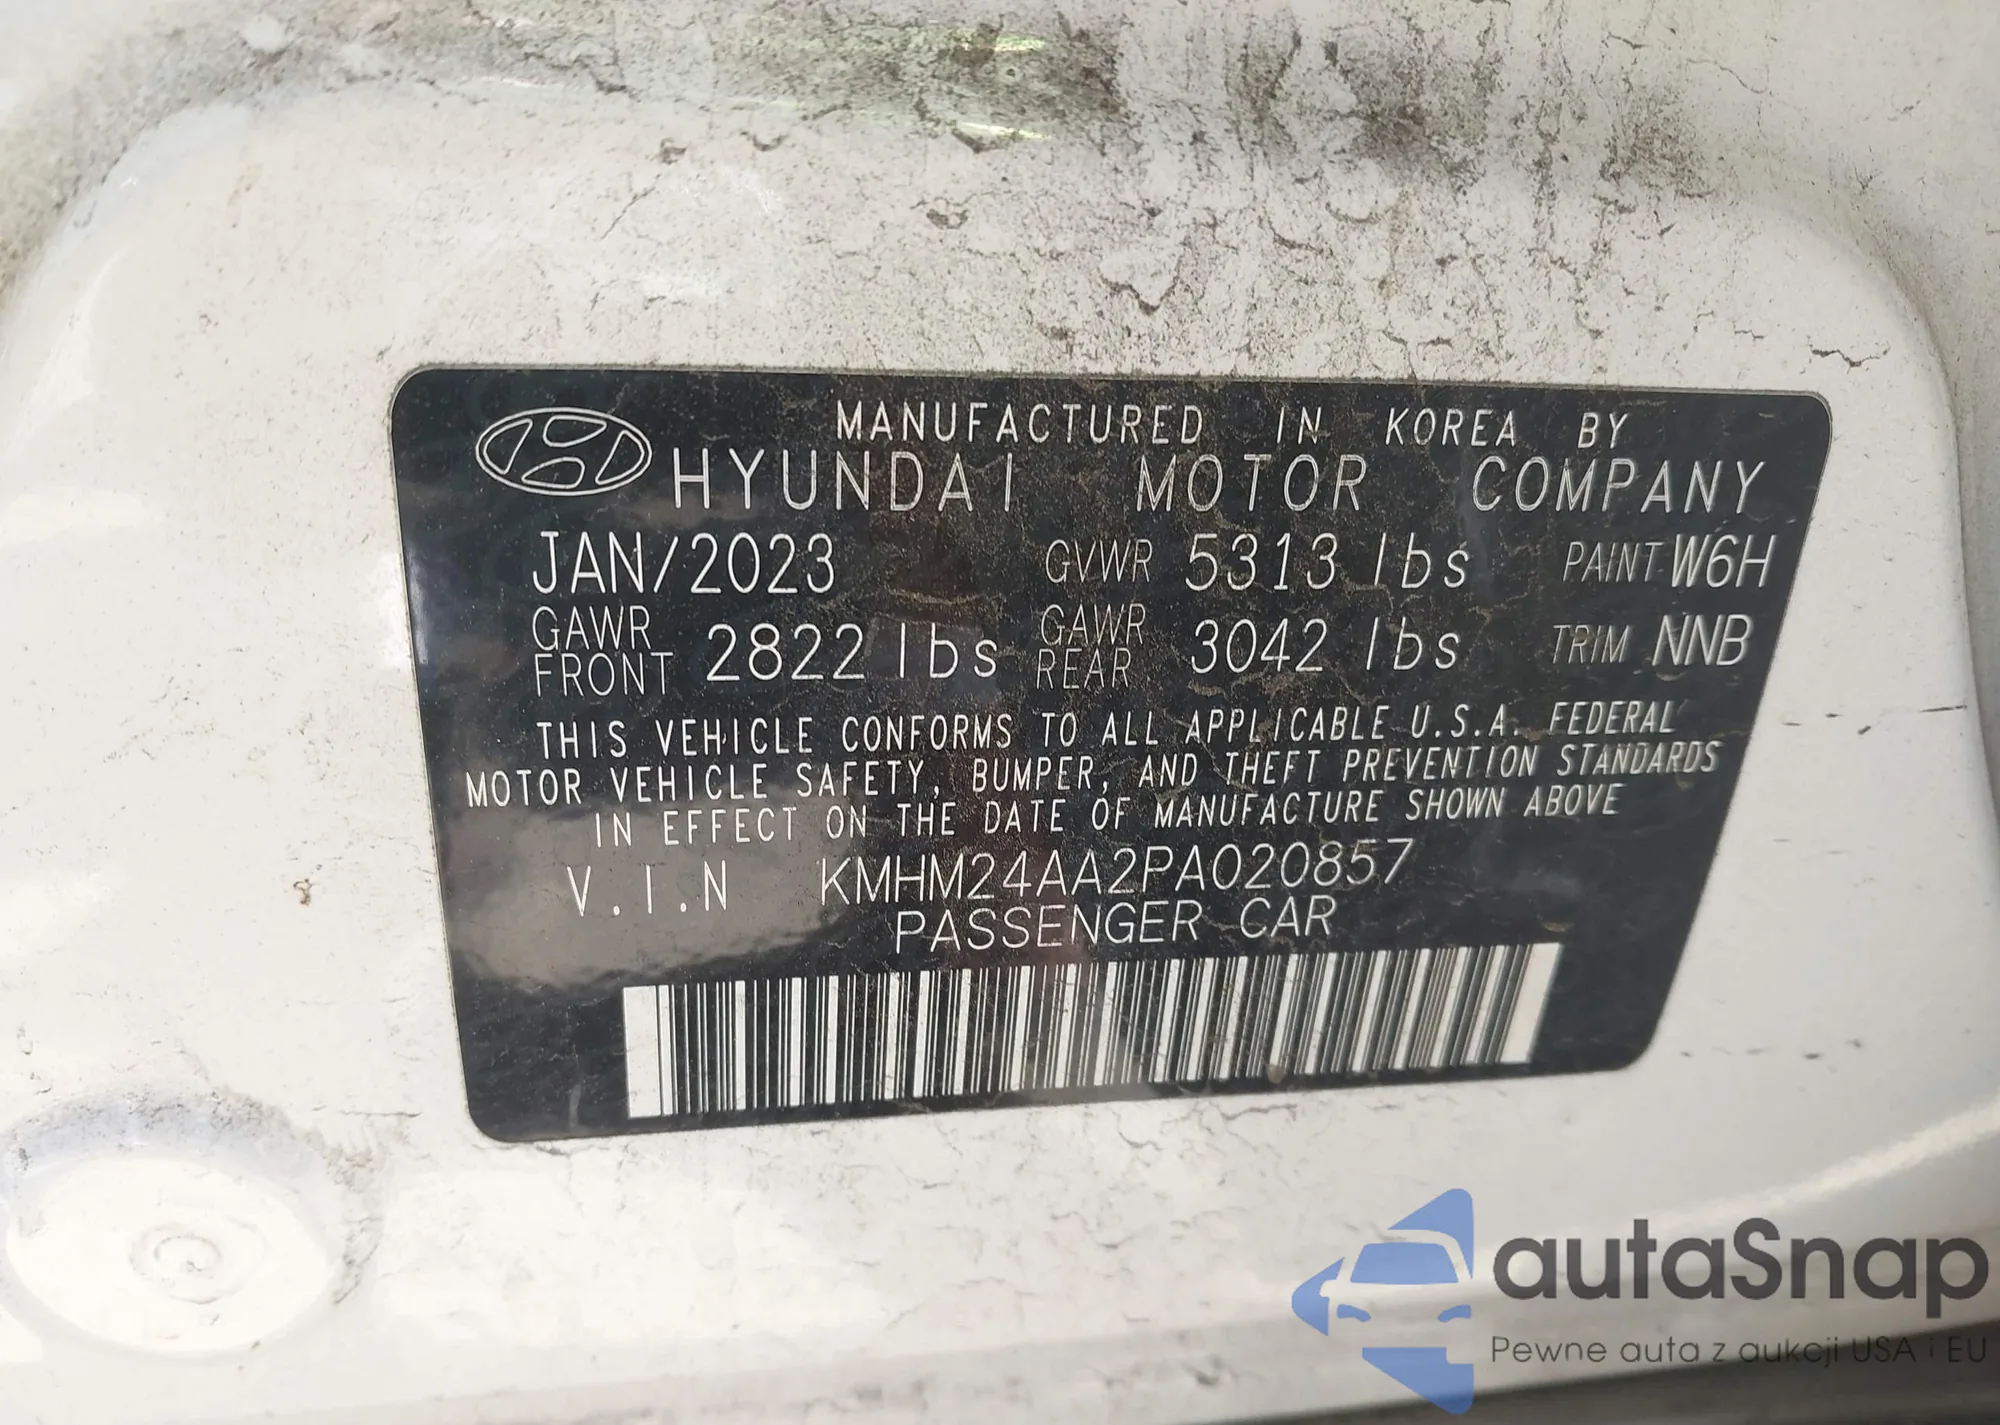 MANUFACTURED IN KOREA BY
HYUNDAI MOTOR COMPANY
JAN/2023 GVWR 5313 lbs PAINT W6H
GAWR FRONT 2822 lbs GAWR REAR 3042 lbs TRIM NNB
THIS VEHICLE CONFORMS TO ALL APPLICABLE U.S.A. FEDERAL
MOTOR VEHICLE SAFETY, BUMPER, AND THEFT PREVENTION STANDARDS
IN EFFECT ON THE DATE OF MANUFACTURE SHOWN ABOVE
V.I.N KMHM24AA2PA020857
PASSENGER CAR
autaSnap
Pewne auta z aukcji USA i EU